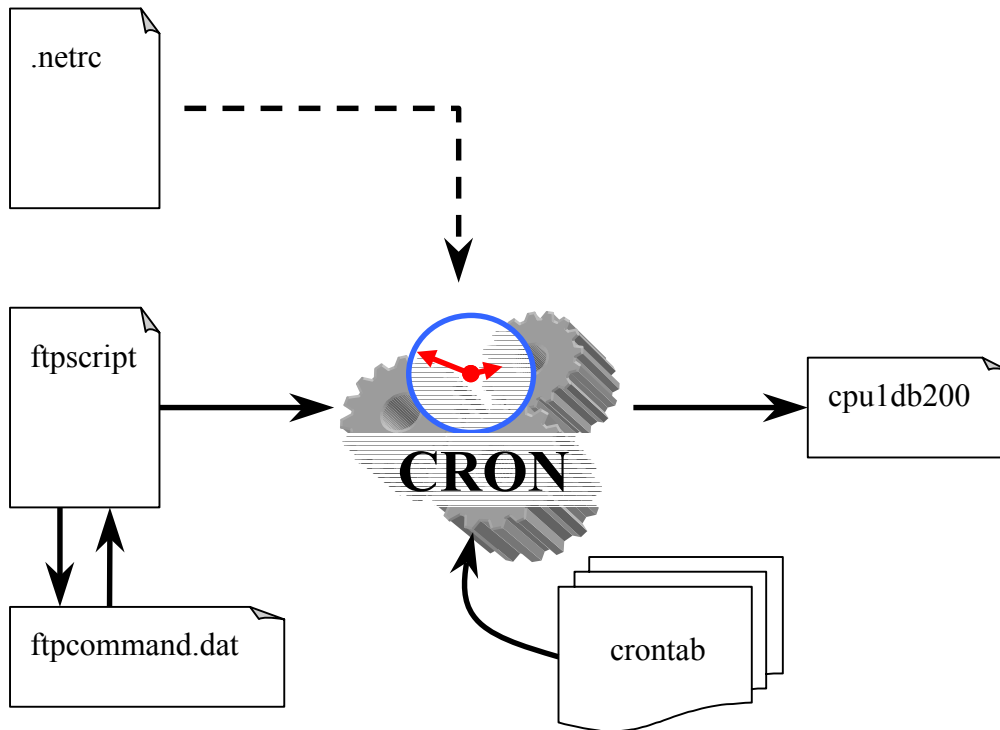 .netrc
ftpscript
cpu1db200
CRON
ftpcommand.dat
crontab